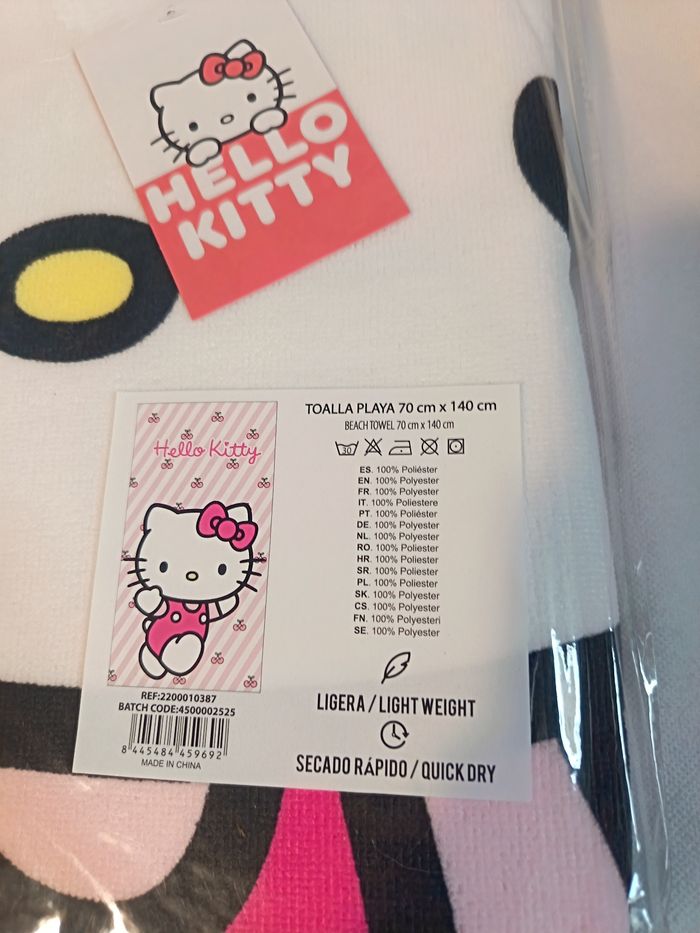 HELLO
KITTY
Hello Kitty
TOALLA PLAYA 70 cm x 140 cm
BEACH TOWEL 70 cm x 140 cm
30
ES. 100% Poliéster
EN. 100% Polyester
FR. 100% Polyester
IT. 100% Poliestere
PT. 100% Poliéster
DE. 100% Polyester
NL. 100% Polyester
RO. 100% Poliester
HR. 100% Poliester
SR. 100% Poliester
PL. 100% Poliester
SK. 100% Polyester
CS. 100% Polyester
FN. 100% Polyesteri
SE. 100% Polyester
REF:2200010387
BATCH CODE:4500002525
8 445484 459692
MADE IN CHINA
LIGERA / LIGHT WEIGHT
SECADO RÁPIDO / QUICK DRY